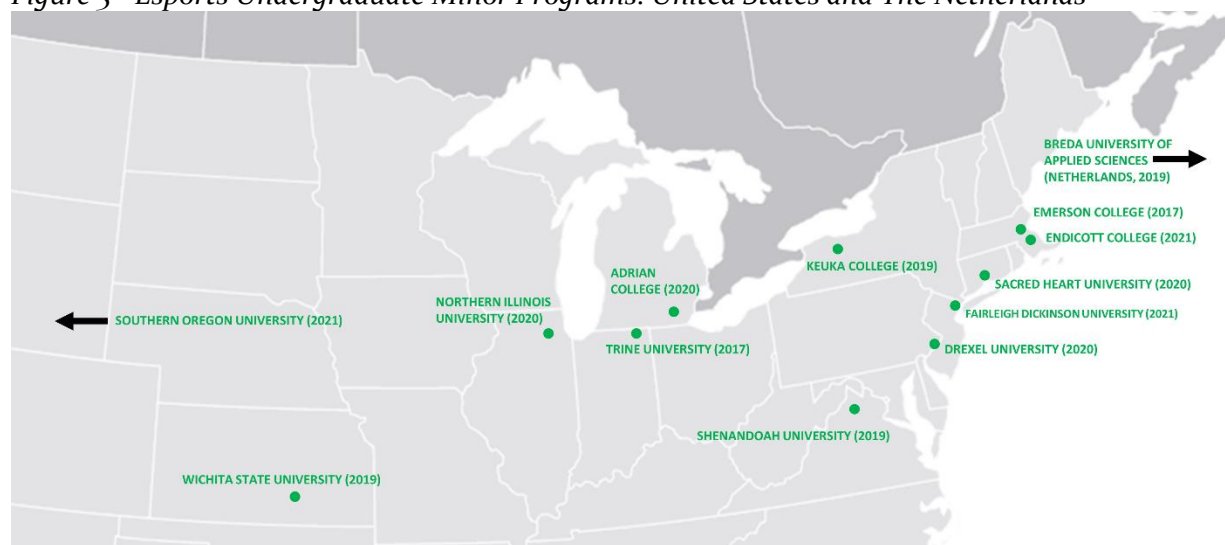 Figure 5 - Esports Undergraduate Minor Programs: United States and The Netherlands
BREDA UNIVERSITY OF
APPLIED SCIENCES
(NETHERLANDS, 2019)
EMERSON COLLEGE (2017)
ENDICOTT COLLEGE (2021)
KEUKA COLLEGE (2019)
ADRIAN
COLLEGE (2020)
SACRED HEART UNIVERSITY (2020)
NORTHERN ILLINOIS
UNIVERSITY (2020)
FAIRLEIGH DICKINSON UNIVERSITY (2021)
SOUTHERN OREGON UNIVERSITY (2021)
TRINE UNIVERSITY (2017)
DREXEL UNIVERSITY (2020)
SHENANDOAH UNIVERSITY (2019)
WICHITA STATE UNIVERSITY (2019)